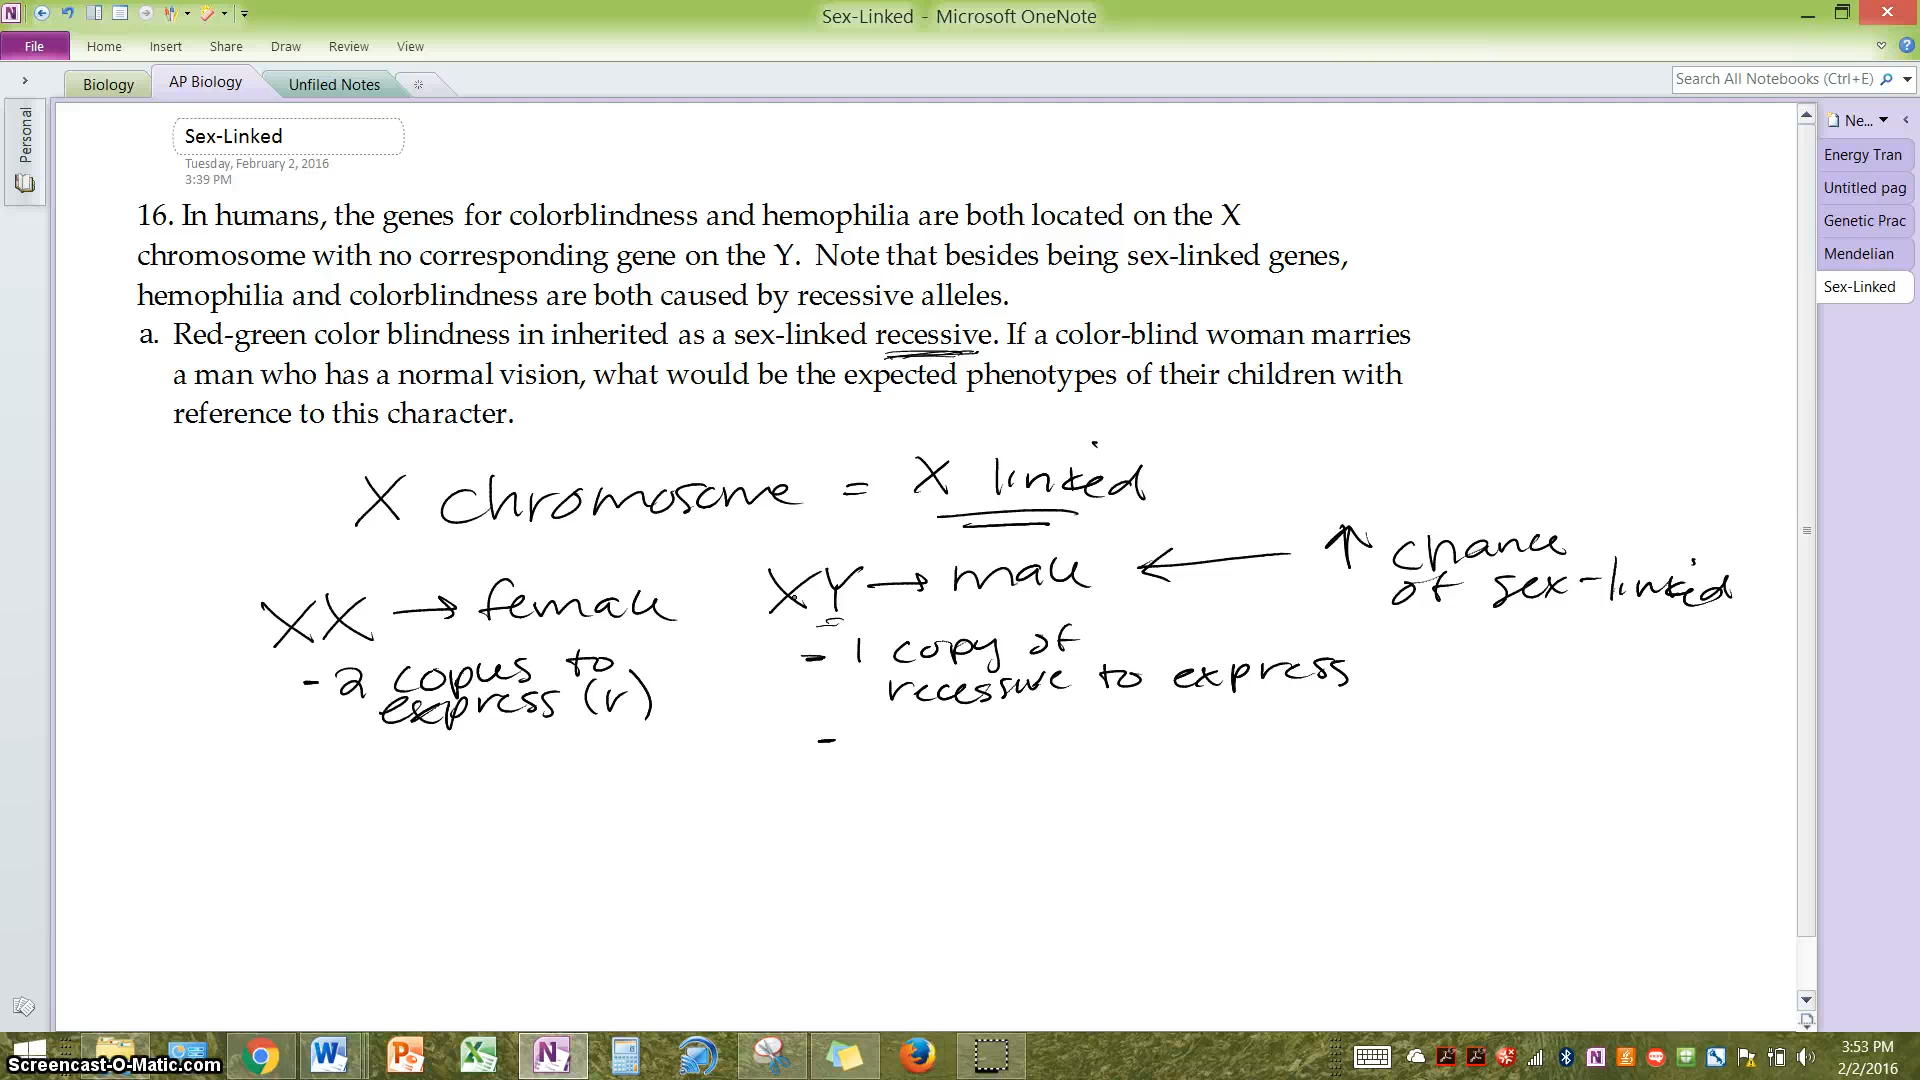 Sex-Linked - Microsoft OneNote
File Home Insert Share Draw Review View
Biology AP Biology Unfiled Notes
Search All Notebooks (Ctrl+E)
Personal
Ne...
Energy Tran
Untitled pag
Genetic Prac
Mendelian
Sex-Linked
Sex-Linked
Tuesday, February 2, 2016
3:39 PM
16. In humans, the genes for colorblindness and hemophilia are both located on the X
chromosome with no corresponding gene on the Y. Note that besides being sex-linked genes,
hemophilia and colorblindness are both caused by recessive alleles.
a. Red-green color blindness in inherited as a sex-linked recessive. If a color-blind woman marries
a man who has a normal vision, what would be the expected phenotypes of their children with
reference to this character.
X chromosome = X linked
XX → female
- 2 copies to
express (r)
XY → male ← ↑ chance
of sex-linked
- 1 copy of
recessive to express
-
Screencast-O-Matic.com
3:53 PM
2/2/2016